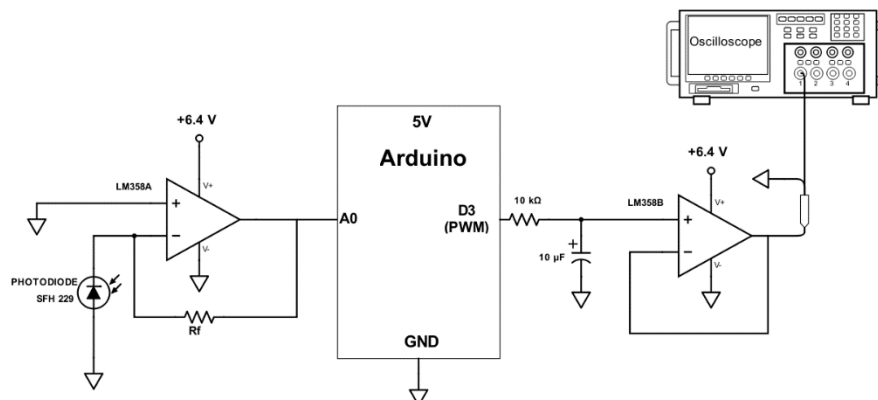 Oscilloscope
1 2 3 4
+6.4 V
5V
Arduino
+6.4 V
LM358A
V+
+
-
V-
A0
D3
(PWM)
10 kΩ
LM358B
V+
+
-
V-
+
10 µF
PHOTODIODE
SFH 229
Rf
GND